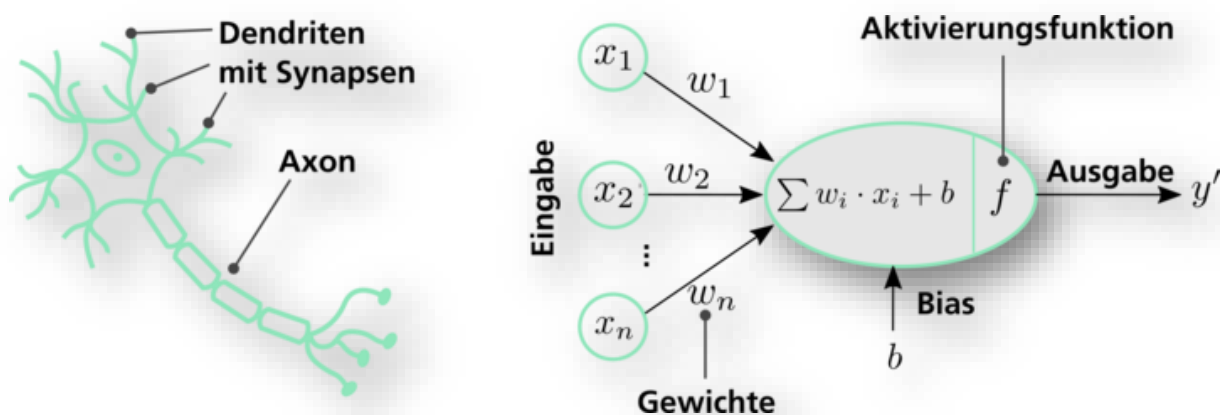 Dendriten
mit Synapsen
Axon
Eingabe
x₁
x₂
...
xₙ
w₁
w₂
wₙ
Gewichte
∑ wᵢ · xᵢ + b
f
Aktivierungsfunktion
Ausgabe
y′
Bias
b